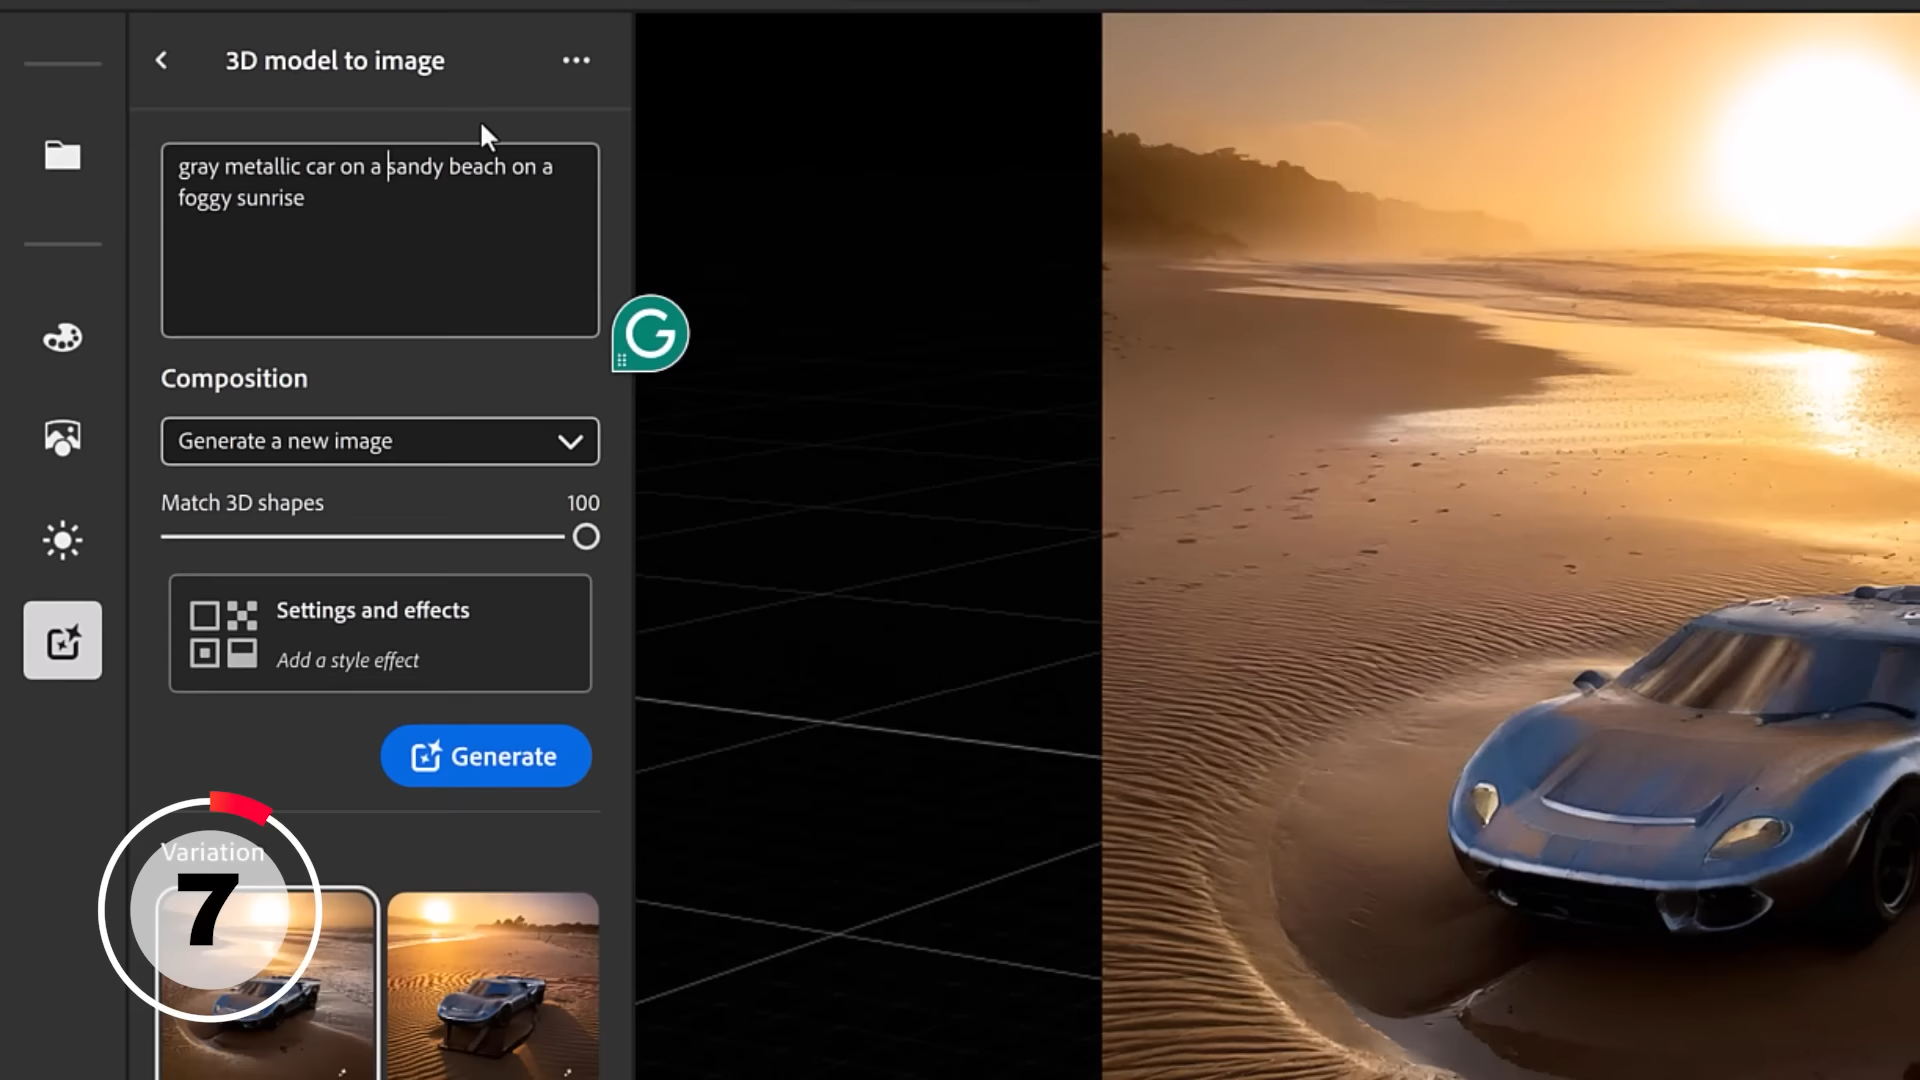 3D model to image
gray metallic car on a sandy beach on a
foggy sunrise
G
Composition
Generate a new image
Match 3D shapes 100
Settings and effects
Add a style effect
Generate
Variation
7